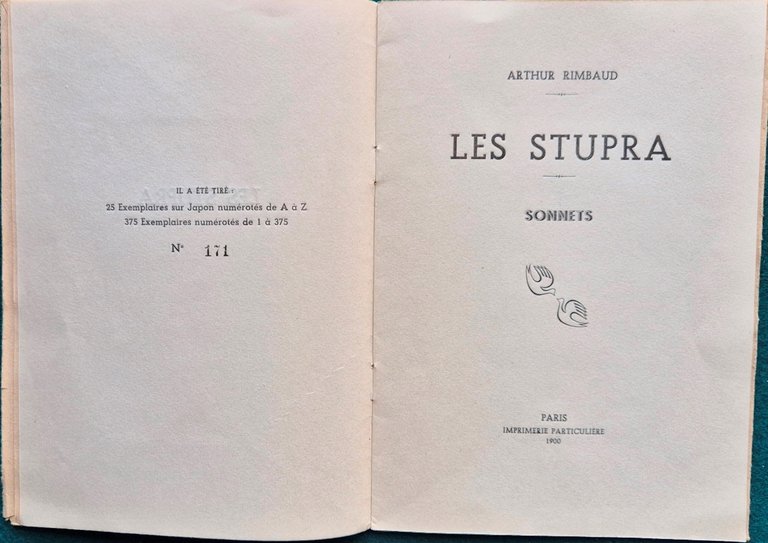 IL A ÉTÉ TIRÉ :
25 Exemplaires sur Japon numérotés de A à Z
375 Exemplaires numérotés de 1 à 375
N° 171
ARTHUR RIMBAUD
LES STUPRA
SONNETS
PARIS
IMPRIMERIE PARTICULIÈRE
1900